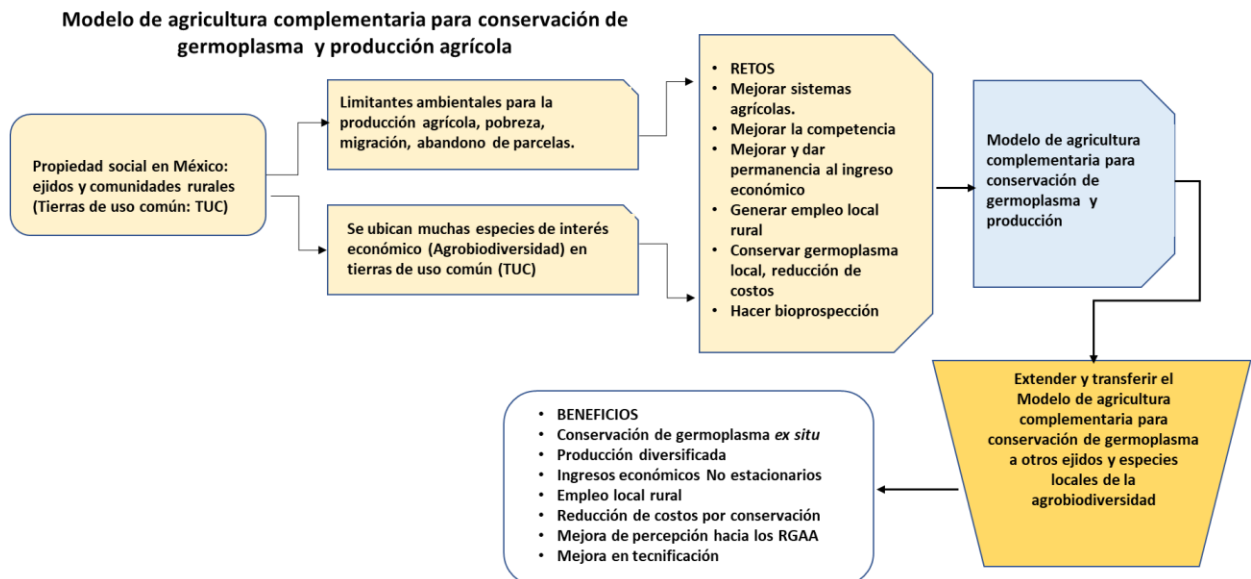 Modelo de agricultura complementaria para conservación de
germoplasma y producción agrícola
Propiedad social en México:
ejidos y comunidades rurales
(Tierras de uso común: TUC)
Limitantes ambientales para la
producción agrícola, pobreza,
migración, abandono de parcelas.
Se ubican muchas especies de interés
económico (Agrobiodiversidad) en
tierras de uso común (TUC)
• RETOS
• Mejorar sistemas
agrícolas.
• Mejorar la competencia
• Mejorar y dar
permanencia al ingreso
económico
• Generar empleo local
rural
• Conservar germoplasma
local, reducción de
costos
• Hacer bioprospección
Modelo de agricultura
complementaria para
conservación de
germoplasma y
producción
Extender y transferir el
Modelo de agricultura
complementaria para
conservación de germoplasma
a otros ejidos y especies
locales de la
agrobiodiversidad
• BENEFICIOS
• Conservación de germoplasma ex situ
• Producción diversificada
• Ingresos económicos No estacionarios
• Empleo local rural
• Reducción de costos por conservación
• Mejora de percepción hacia los RGAA
• Mejora en tecnificación